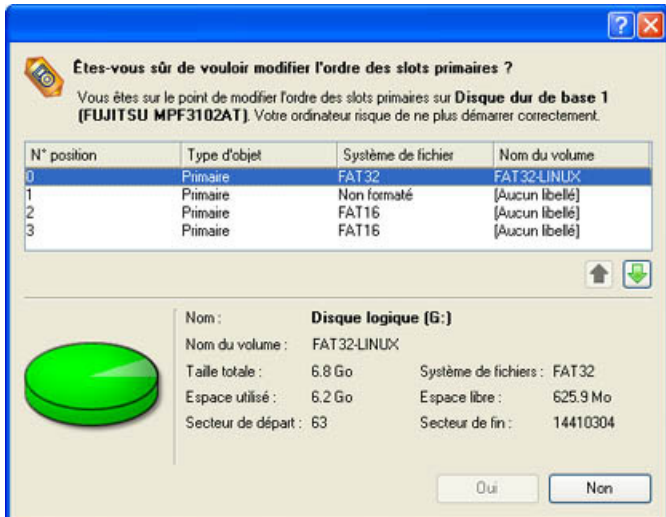 ?
Êtes-vous sûr de vouloir modifier l'ordre des slots primaires ?
Vous êtes sur le point de modifier l'ordre des slots primaires sur Disque dur de base 1
(FUJITSU MPF3102AT). Votre ordinateur risque de ne plus démarrer correctement.
N° position Type d'objet Système de fichier Nom du volume
0 Primaire FAT32 FAT32-LINUX
1 Primaire Non formaté [Aucun libellé]
2 Primaire FAT16 [Aucun libellé]
3 Primaire FAT16 [Aucun libellé]
Nom : Disque logique (G:)
Nom du volume : FAT32-LINUX
Taille totale : 6.8 Go Système de fichiers : FAT32
Espace utilisé : 6.2 Go Espace libre : 625.9 Mo
Secteur de départ : 63 Secteur de fin : 14410304
Oui Non